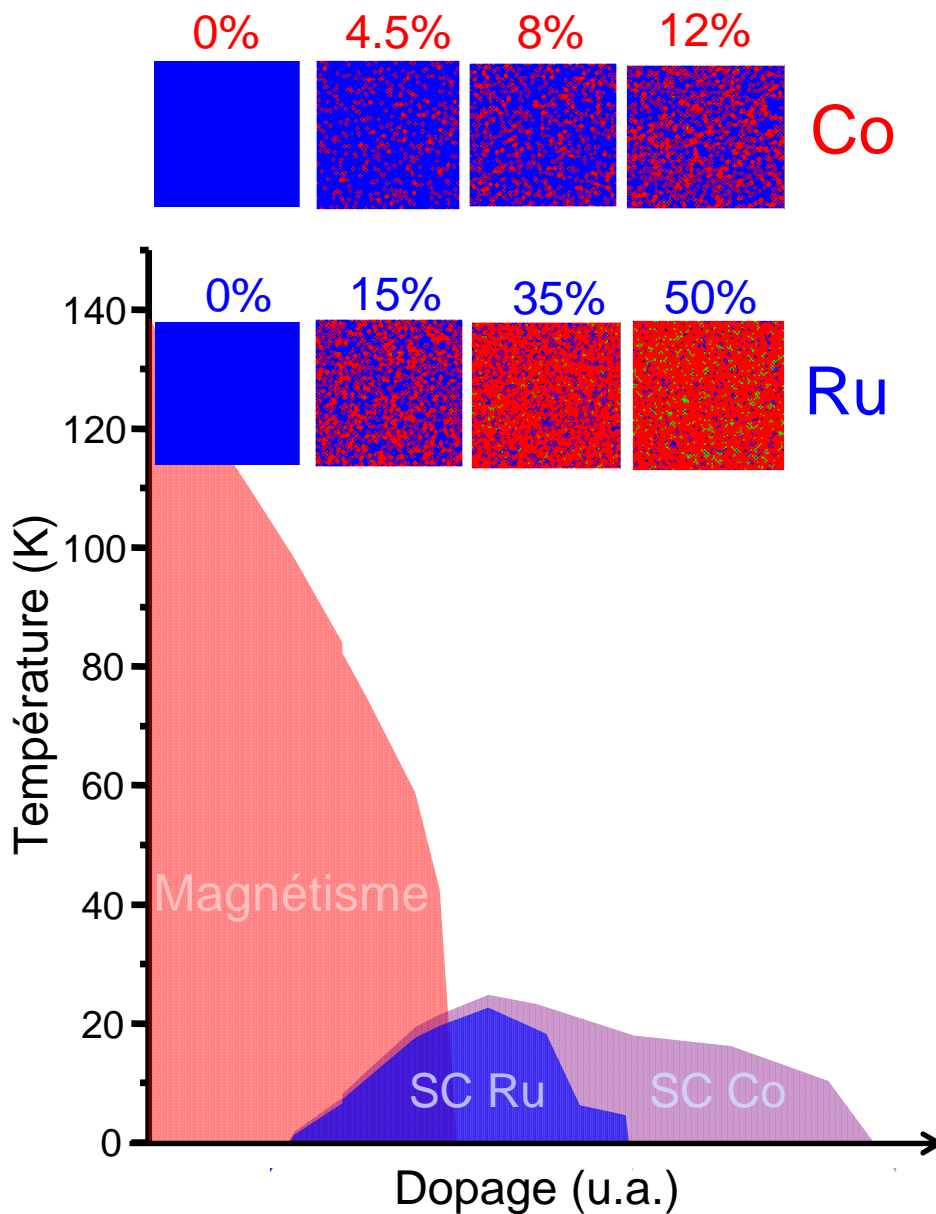 0% 4.5% 8% 12%
Co
0% 15% 35% 50%
Ru
140
120
100
80
60
40
20
0
Température (K)
Magnétisme
SC Ru
SC Co
Dopage (u.a.)